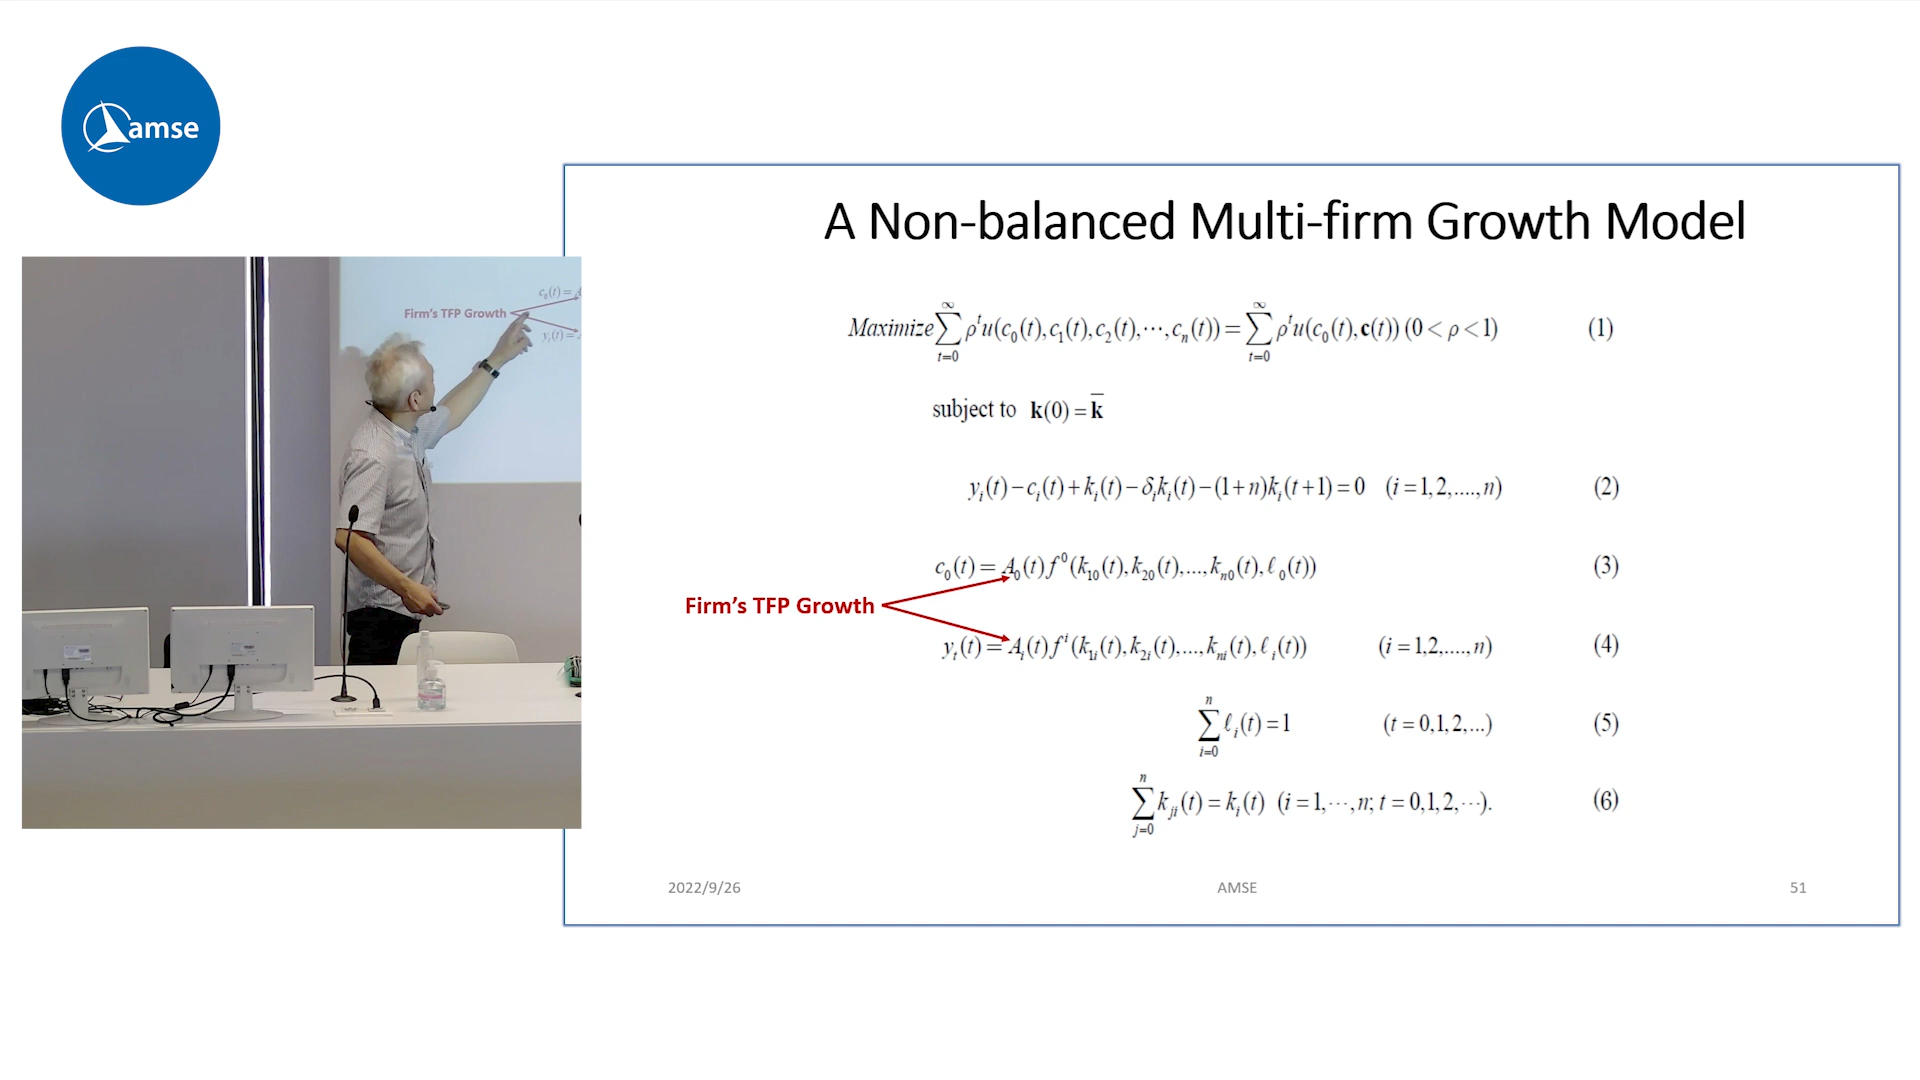 amse
A Non-balanced Multi-firm Growth Model
Maximize ∑_{t=0}^{∞} ρ^t u(c_0(t),c_1(t),c_2(t),⋯,c_n(t)) = ∑_{t=0}^{∞} ρ^t u(c_0(t),𝐜(t)) (0<ρ<1) (1)
subject to 𝐤(0) = 𝐤̅
y_i(t)−c_i(t)+k_i(t)−δ_i k_i(t)−(1+n)k_i(t+1)=0 (i=1,2,....,n) (2)
c_0(t) = A_0(t) f^0(k_{10}(t),k_{20}(t),...,k_{n0}(t),ℓ_0(t)) (3)
Firm's TFP Growth
y_t(t) = A_i(t) f^i(k_{1i}(t),k_{2i}(t),...,k_{ni}(t),ℓ_i(t)) (i=1,2,....,n) (4)
∑_{i=0}^{n} ℓ_i(t)=1 (t=0,1,2,...) (5)
∑_{j=0}^{n} k_{ji}(t) = k_i(t) (i=1,⋯,n; t=0,1,2,⋯). (6)
2022/9/26 AMSE 51
c_0(t) =
Firm's TFP Growth
y_i(t) =